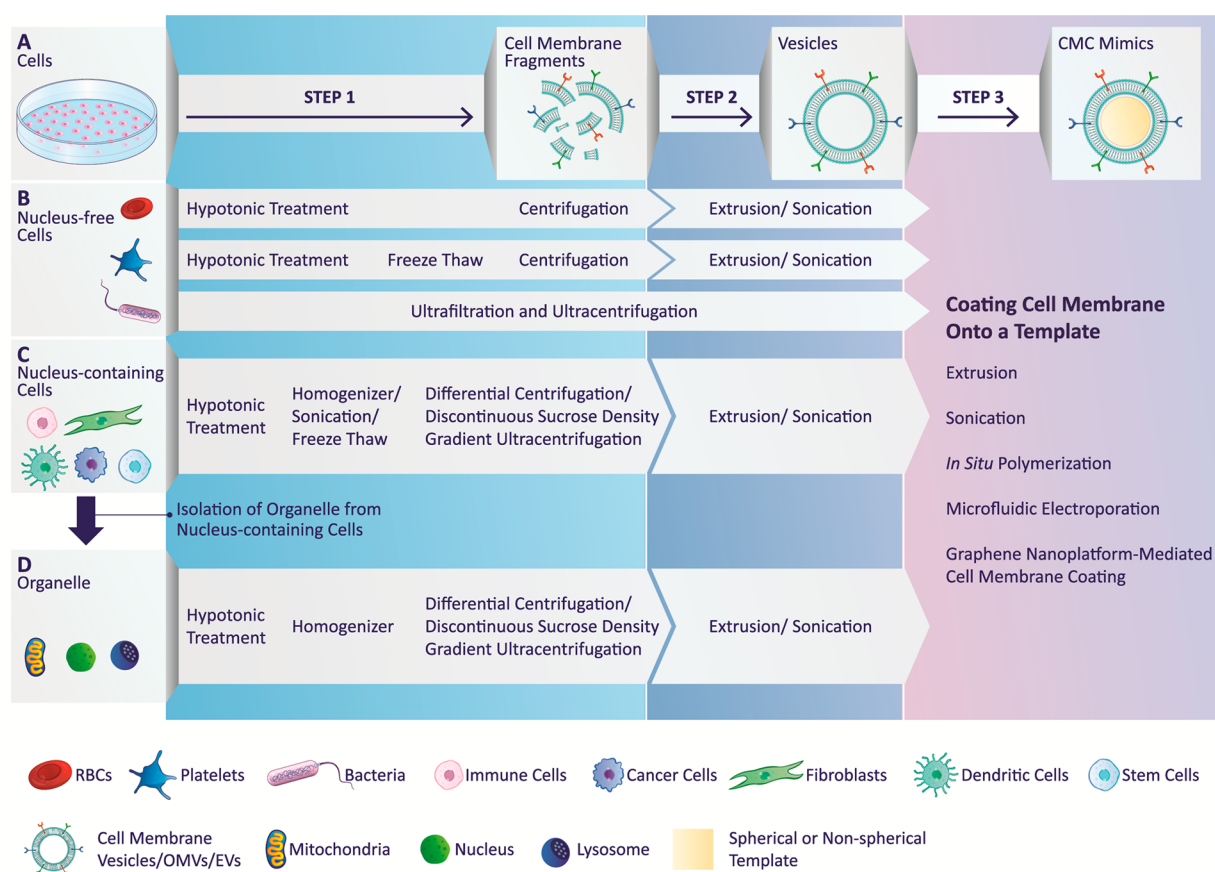 A
Cells
STEP 1
Cell Membrane
Fragments
STEP 2
Vesicles
STEP 3
CMC Mimics
B
Nucleus-free
Cells
Hypotonic Treatment
Centrifugation
Extrusion/ Sonication
Hypotonic Treatment
Freeze Thaw
Centrifugation
Extrusion/ Sonication
Ultrafiltration and Ultracentrifugation
C
Nucleus-containing
Cells
Hypotonic
Treatment
Homogenizer/
Sonication/
Freeze Thaw
Differential Centrifugation/
Discontinuous Sucrose Density
Gradient Ultracentrifugation
Extrusion/ Sonication
Isolation of Organelle from
Nucleus-containing Cells
D
Organelle
Hypotonic
Treatment
Homogenizer
Differential Centrifugation/
Discontinuous Sucrose Density
Gradient Ultracentrifugation
Extrusion/ Sonication
Coating Cell Membrane
Onto a Template
Extrusion
Sonication
In Situ Polymerization
Microfluidic Electroporation
Graphene Nanoplatform-Mediated
Cell Membrane Coating
RBCs
Platelets
Bacteria
Immune Cells
Cancer Cells
Fibroblasts
Dendritic Cells
Stem Cells
Cell Membrane
Vesicles/OMVs/EVs
Mitochondria
Nucleus
Lysosome
Spherical or Non-spherical
Template